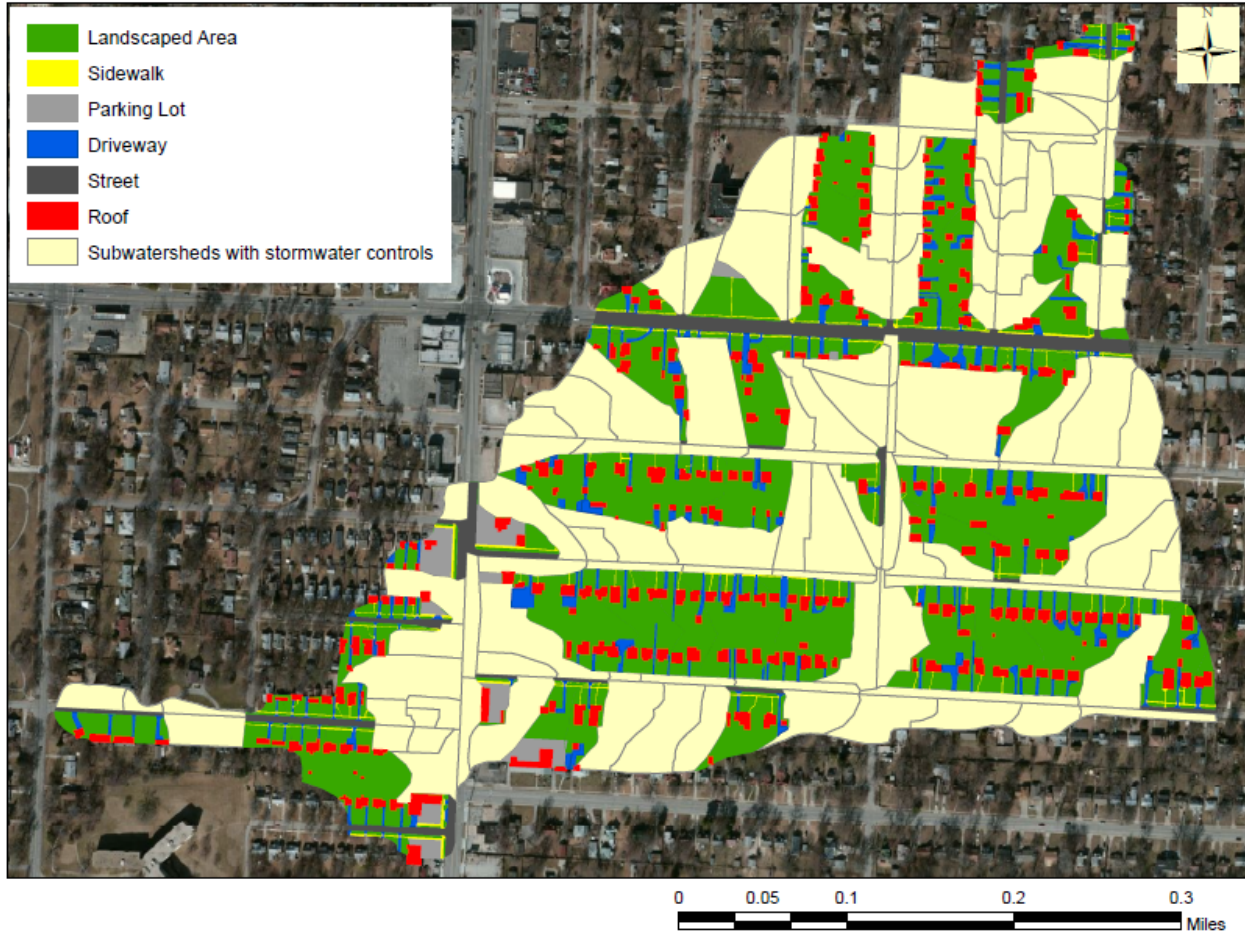 Landscaped Area
Sidewalk
Parking Lot
Driveway
Street
Roof
Subwatersheds with stormwater controls
N
0 0.05 0.1 0.2 0.3
Miles